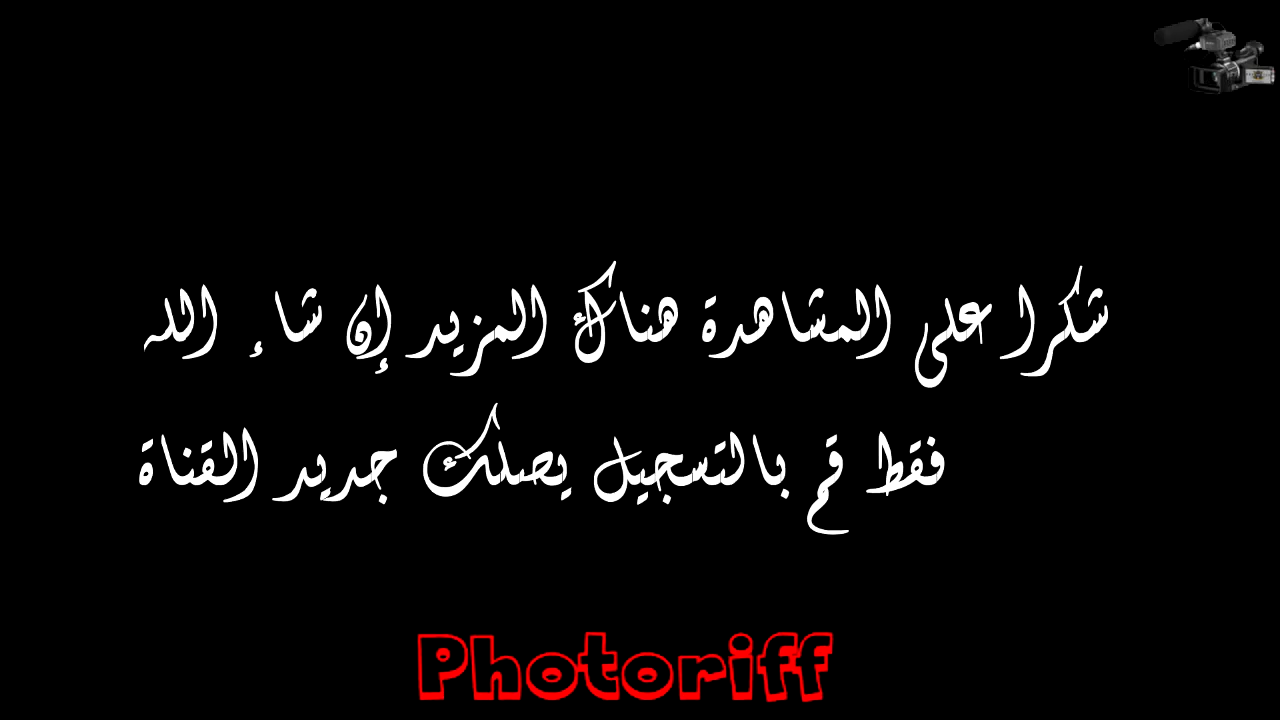 شكرا على المشاهدة هناك المزيد إن شاء الله
فقط قم بالتسجيل يصلك جديد القناة
Photoriff